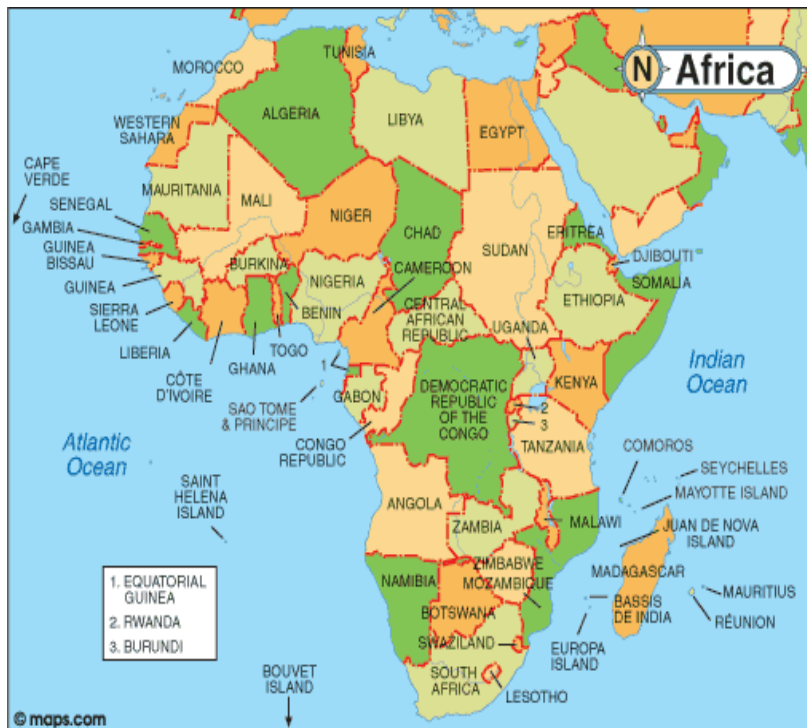 N Africa
TUNISIA
MOROCCO
ALGERIA
LIBYA
EGYPT
WESTERN
SAHARA
CAPE
VERDE
MAURITANIA
MALI
NIGER
CHAD
SUDAN
ERITREA
DJIBOUTI
SOMALIA
ETHIOPIA
SENEGAL
GAMBIA
GUINEA
BISSAU
GUINEA
SIERRA
LEONE
LIBERIA
CÔTE
D'IVOIRE
BURKINA
GHANA
TOGO
BENIN
NIGERIA
CAMEROON
CENTRAL
AFRICAN
REPUBLIC
UGANDA
KENYA
1
GABON
SAO TOME
& PRINCIPE
CONGO
REPUBLIC
DEMOCRATIC
REPUBLIC
OF THE
CONGO
2
3
TANZANIA
Indian
Ocean
Atlantic
Ocean
SAINT
HELENA
ISLAND
COMOROS
SEYCHELLES
MAYOTTE ISLAND
JUAN DE NOVA
ISLAND
ANGOLA
ZAMBIA
MALAWI
ZIMBABWE
MOZAMBIQUE
MADAGASCAR
BASSIS
DE INDIA
MAURITIUS
RÉUNION
EUROPA
ISLAND
NAMIBIA
BOTSWANA
SWAZILAND
SOUTH
AFRICA
LESOTHO
BOUVET
ISLAND
1. EQUATORIAL
GUINEA
2. RWANDA
3. BURUNDI
© maps.com